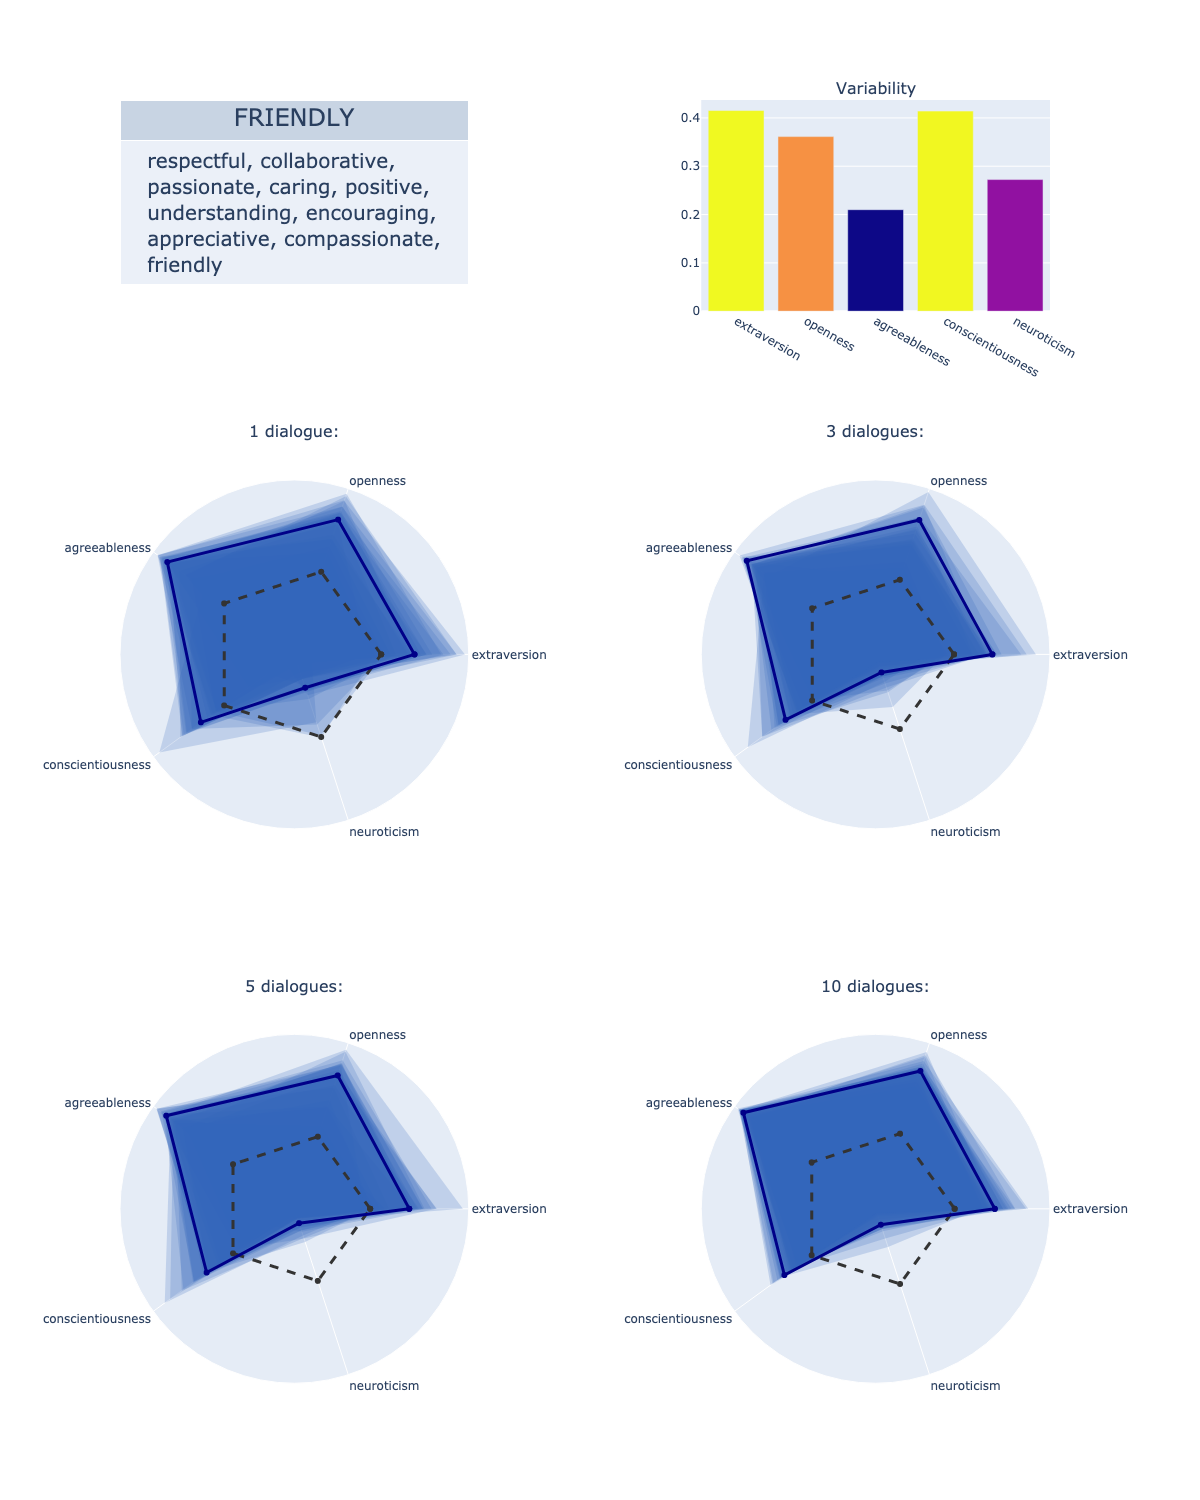 FRIENDLY
respectful, collaborative,
passionate, caring, positive,
understanding, encouraging,
appreciative, compassionate,
friendly
Variability
0.4
0.3
0.2
0.1
0
extraversion
openness
agreeableness
conscientiousness
neuroticism
1 dialogue:
openness
agreeableness
extraversion
conscientiousness
neuroticism
3 dialogues:
openness
agreeableness
extraversion
conscientiousness
neuroticism
5 dialogues:
openness
agreeableness
extraversion
conscientiousness
neuroticism
10 dialogues:
openness
agreeableness
extraversion
conscientiousness
neuroticism